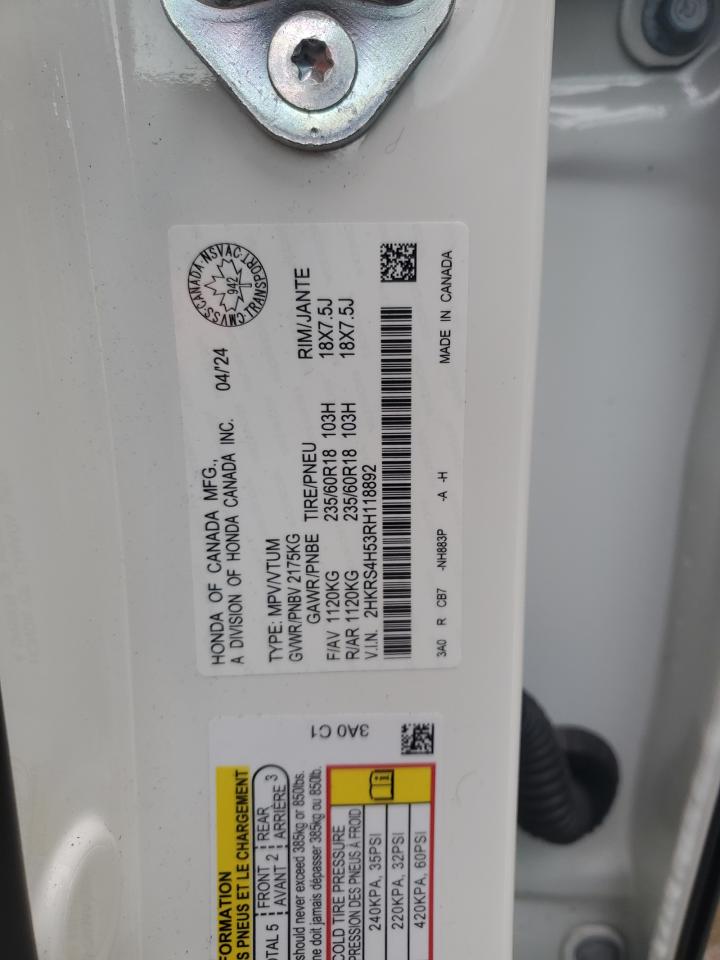 HONDA OF CANADA MFG.,
A DIVISION OF HONDA CANADA INC. 04/'24
CMVSS·CANADA·NSVAC·TRANSPORT
942
TYPE: MPV/VTUM
GVWR/PNBV 2175KG
GAWR/PNBE TIRE/PNEU RIM/JANTE
F/AV 1120KG 235/60R18 103H 18X7.5J
R/AR 1120KG 235/60R18 103H 18X7.5J
V.I.N. 2HKRS4H53RH118892
3A0 R CB7 -NH883P -A -H MADE IN CANADA
3A0 C1
S PNEUS ET LE CHARGEMENT
5 FRONT 2 REAR 3
AVANT 2 ARRIÈRE 3
should never exceed 385kg or 850lbs.
ne doit jamais dépasser 385kg ou 850lb.
COLD TIRE PRESSURE
DES PNEUS À FROID
240KPA, 35PSI
220KPA, 32PSI
420KPA, 60PSI